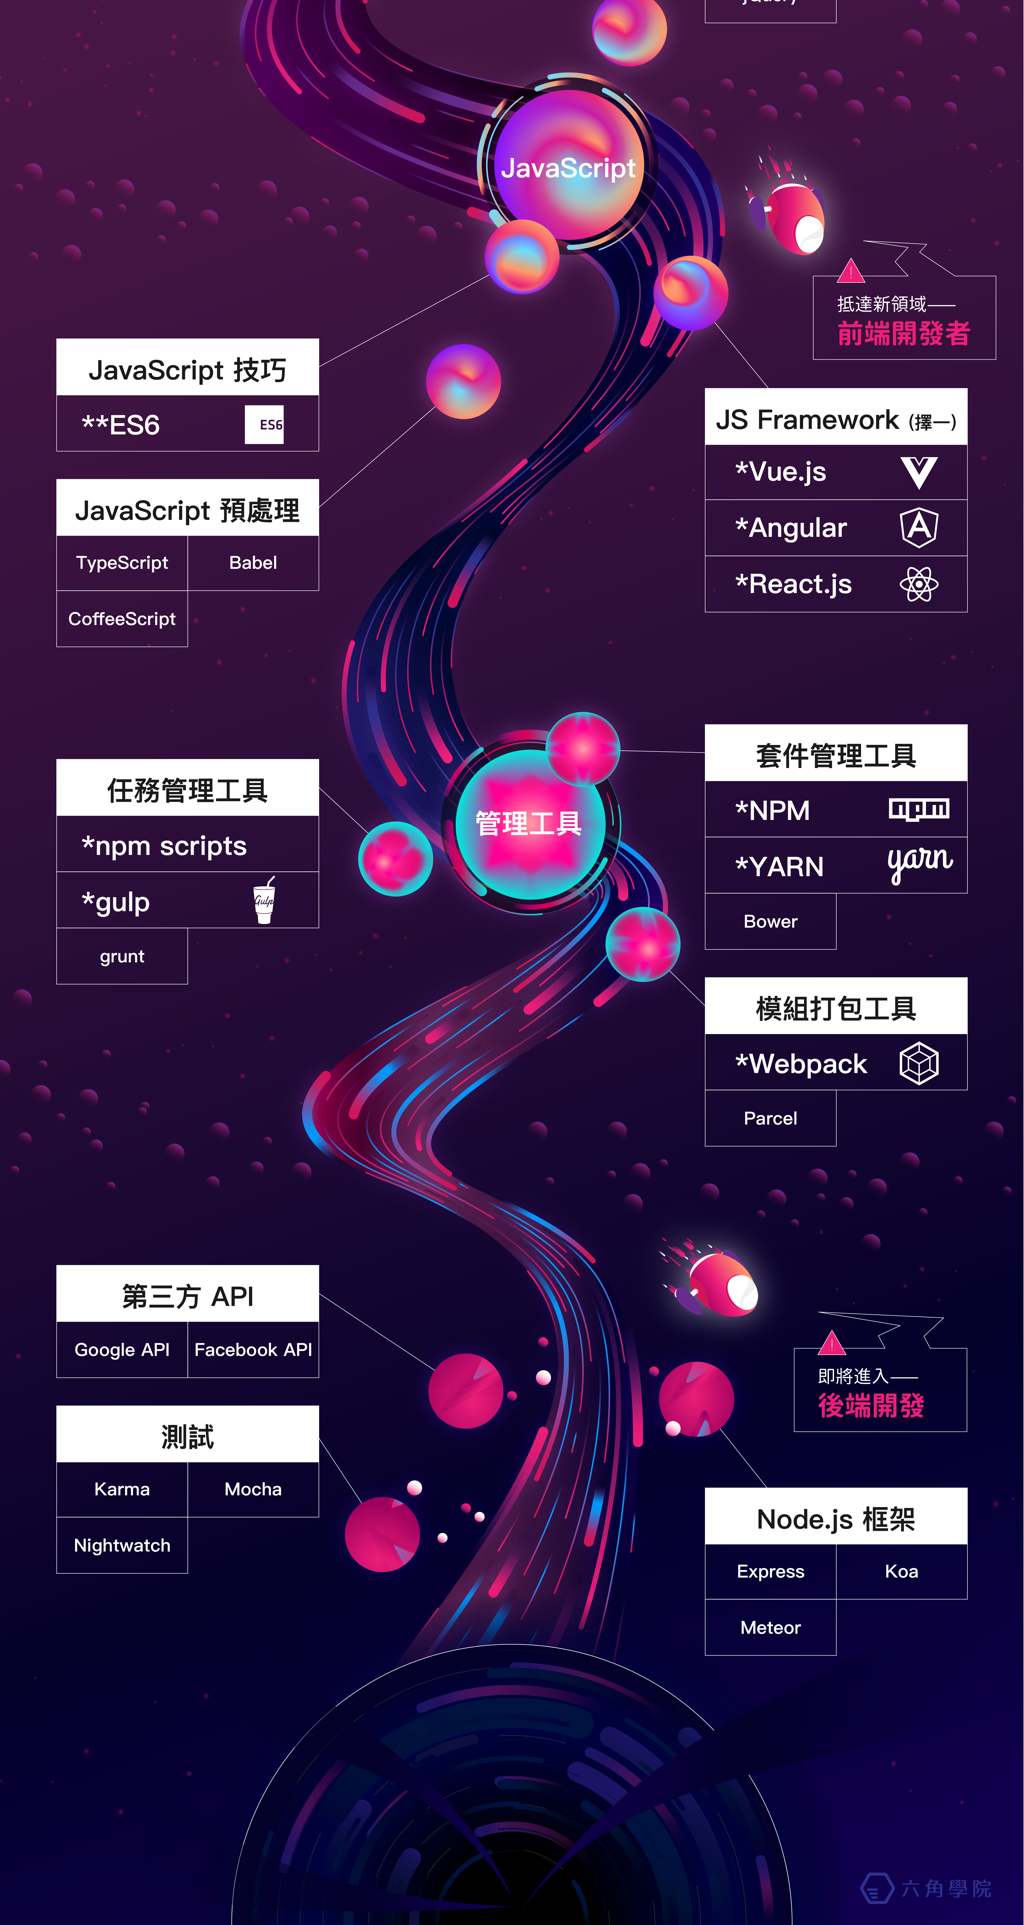 JavaScript
抵達新領域——
前端開發者
JavaScript 技巧
**ES6
ES6
JS Framework (擇一)
*Vue.js
*Angular
*React.js
JavaScript 預處理
TypeScript
Babel
CoffeeScript
管理工具
套件管理工具
*NPM
npm
*YARN
yarn
Bower
任務管理工具
*npm scripts
*gulp
Gulp
grunt
模組打包工具
*Webpack
Parcel
第三方 API
Google API
Facebook API
即將進入——
後端開發
測試
Karma
Mocha
Nightwatch
Node.js 框架
Express
Koa
Meteor
六角學院